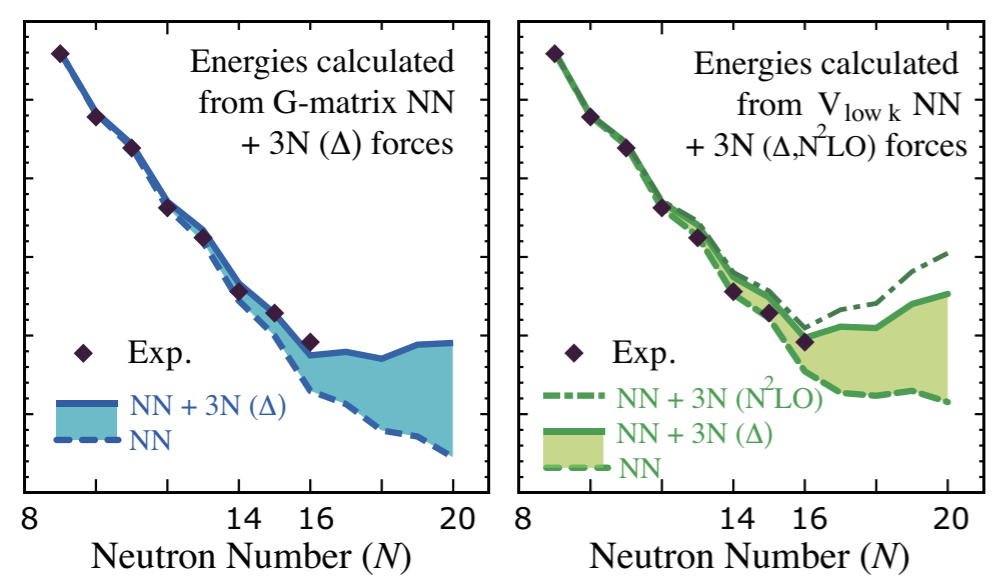 Energies calculated
from G-matrix NN
+ 3N (Δ) forces
Exp.
NN + 3N (Δ)
NN
8 14 16 20
Neutron Number (N)
Energies calculated
from V_low k NN
+ 3N (Δ,N²LO) forces
Exp.
NN + 3N (N²LO)
NN + 3N (Δ)
NN
8 14 16 20
Neutron Number (N)